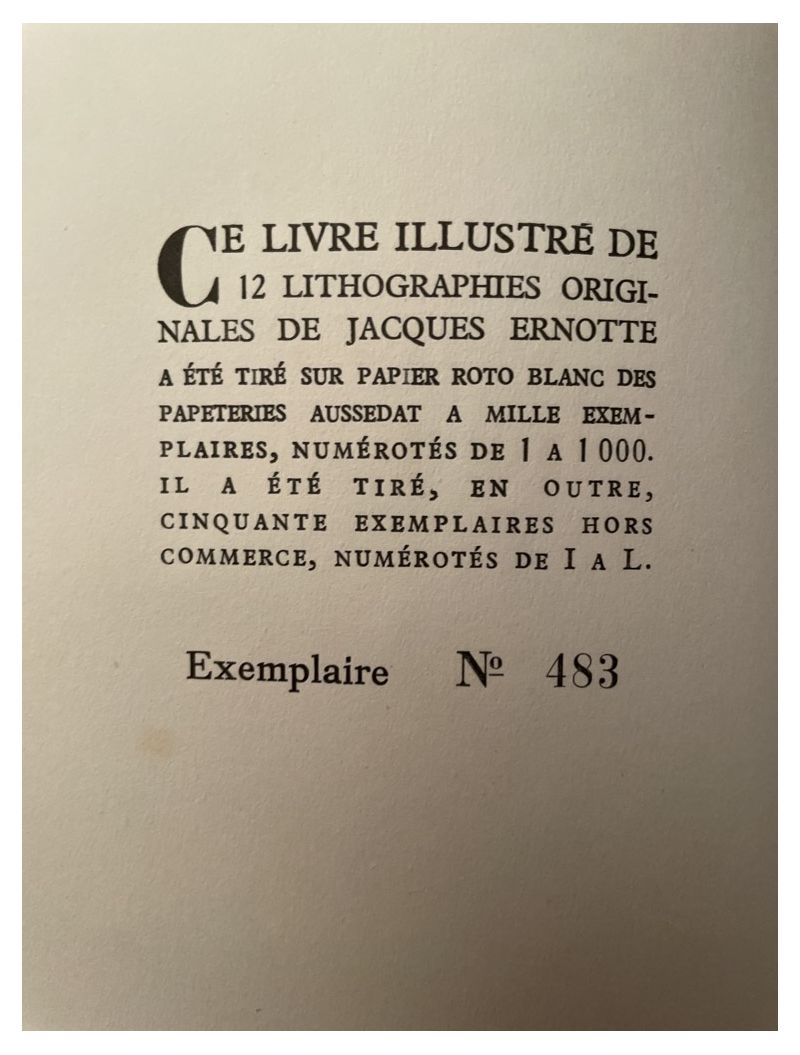 CE LIVRE ILLUSTRÉ DE
12 LITHOGRAPHIES ORIGI-
NALES DE JACQUES ERNOTTE
A ÉTÉ TIRÉ SUR PAPIER ROTO BLANC DES
PAPETERIES AUSSEDAT A MILLE EXEM-
PLAIRES, NUMÉROTÉS DE 1 A 1000.
IL A ÉTÉ TIRÉ, EN OUTRE,
CINQUANTE EXEMPLAIRES HORS
COMMERCE, NUMÉROTÉS DE I A L.
Exemplaire Nº 483